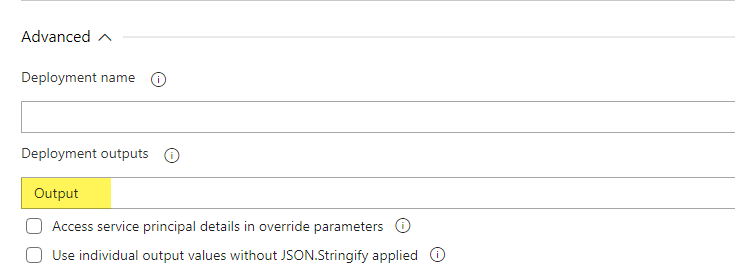 Advanced
Deployment name
Deployment outputs
Output
Access service principal details in override parameters
Use individual output values without JSON.Stringify applied